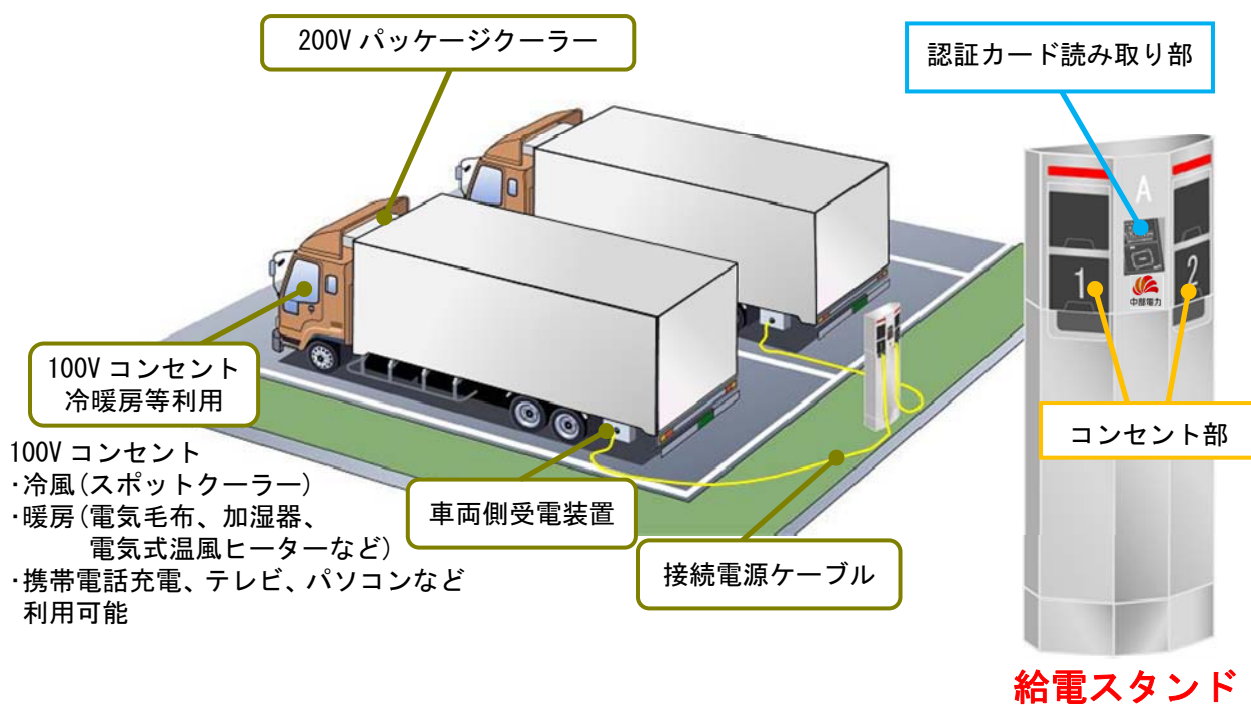 200V パッケージクーラー
認証カード読み取り部
A
1
2
中部電力
100V コンセント
冷暖房等利用
コンセント部
100V コンセント
・冷風(スポットクーラー)
・暖房(電気毛布、加湿器、
電気式温風ヒーターなど)
・携帯電話充電、テレビ、パソコンなど
利用可能
車両側受電装置
接続電源ケーブル
給電スタンド